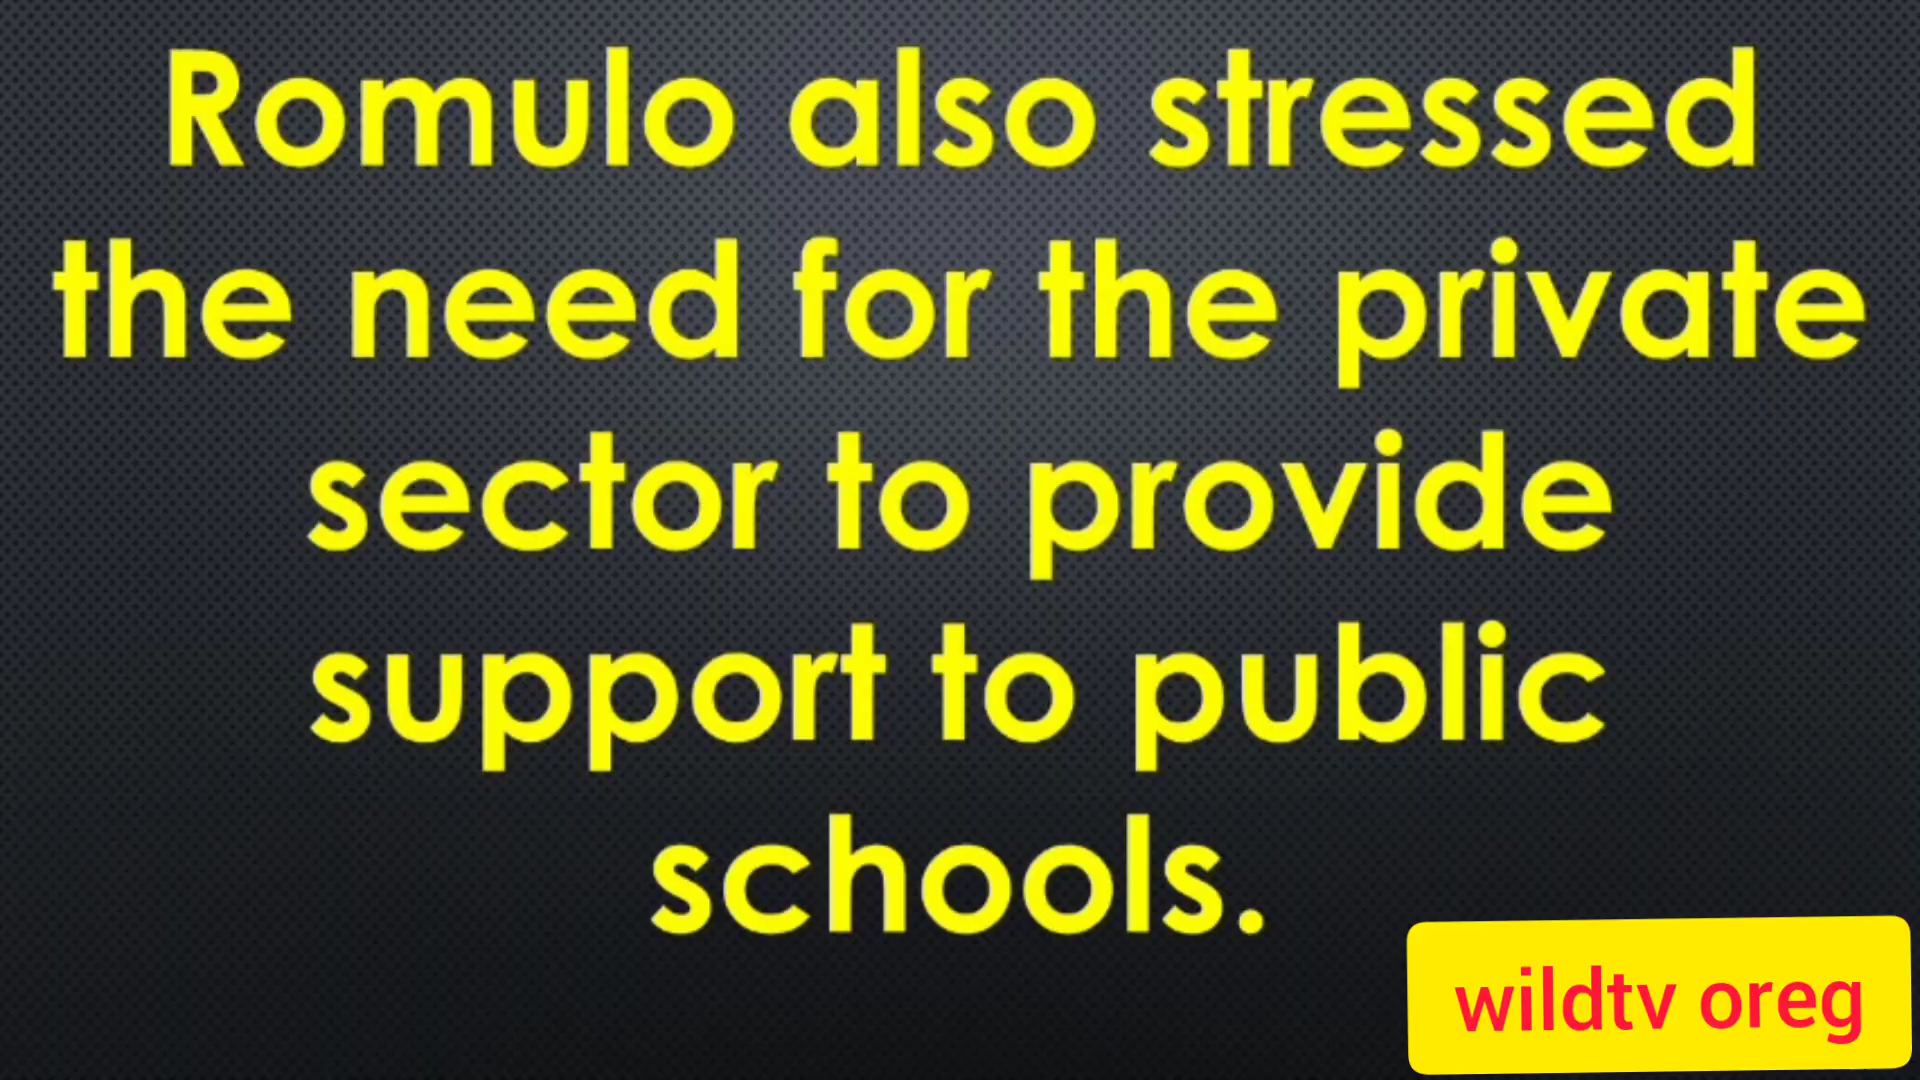 Romulo also stressed
the need for the private
sector to provide
support to public
schools.
wildtv oreg